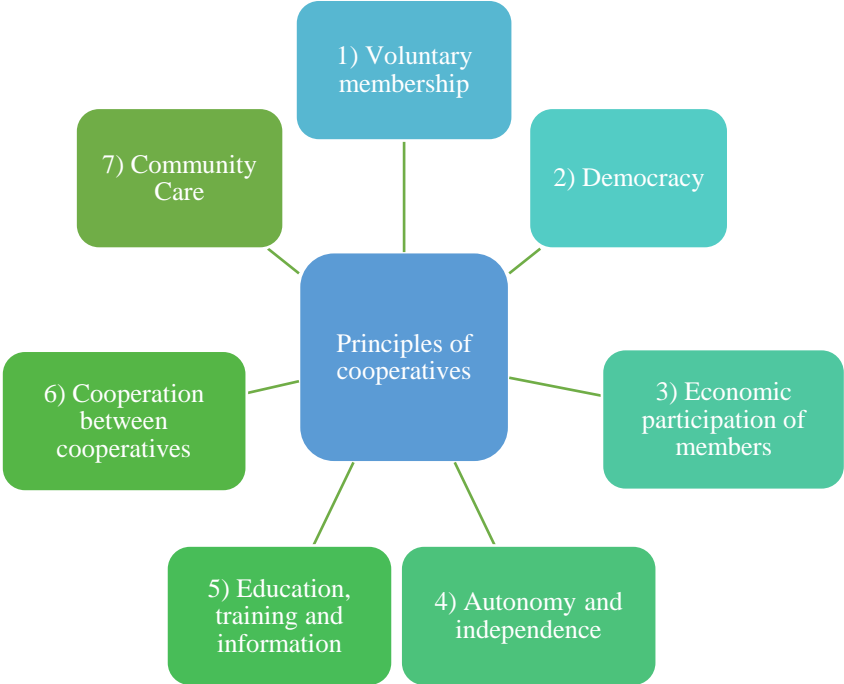 1) Voluntary
membership
2) Democracy
3) Economic
participation of
members
4) Autonomy and
independence
5) Education,
training and
information
6) Cooperation
between
cooperatives
7) Community
Care
Principles of
cooperatives